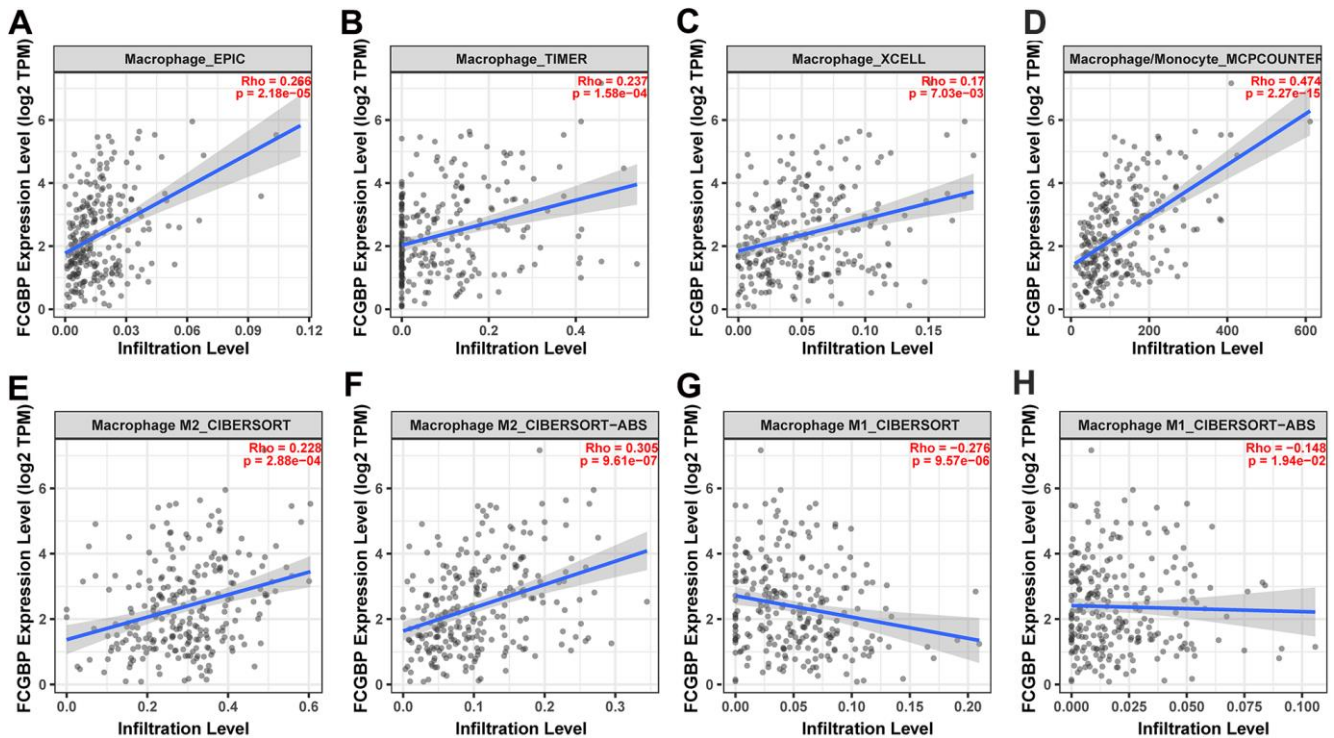 A
Macrophage_EPIC
Rho = 0.266
p = 2.18e−05
FCGBP Expression Level (log2 TPM)
6
4
2
0
0.00 0.03 0.06 0.09 0.12
Infiltration Level
B
Macrophage_TIMER
Rho = 0.237
p = 1.58e−04
FCGBP Expression Level (log2 TPM)
6
4
2
0
0.0 0.2 0.4
Infiltration Level
C
Macrophage_XCELL
Rho = 0.17
p = 7.03e−03
FCGBP Expression Level (log2 TPM)
6
4
2
0
0.00 0.05 0.10 0.15
Infiltration Level
D
Macrophage/Monocyte_MCPCOUNTER
Rho = 0.474
p = 2.27e−15
FCGBP Expression Level (log2 TPM)
6
4
2
0
0 200 400 600
Infiltration Level
E
Macrophage M2_CIBERSORT
Rho = 0.228
p = 2.88e−04
FCGBP Expression Level (log2 TPM)
6
4
2
0
0.0 0.2 0.4 0.6
Infiltration Level
F
Macrophage M2_CIBERSORT−ABS
Rho = 0.305
p = 9.61e−07
FCGBP Expression Level (log2 TPM)
6
4
2
0
0.0 0.1 0.2 0.3
Infiltration Level
G
Macrophage M1_CIBERSORT
Rho = −0.276
p = 9.57e−06
FCGBP Expression Level (log2 TPM)
6
4
2
0
0.00 0.05 0.10 0.15 0.20
Infiltration Level
H
Macrophage M1_CIBERSORT−ABS
Rho = −0.148
p = 1.94e−02
FCGBP Expression Level (log2 TPM)
6
4
2
0
0.000 0.025 0.050 0.075 0.100
Infiltration Level